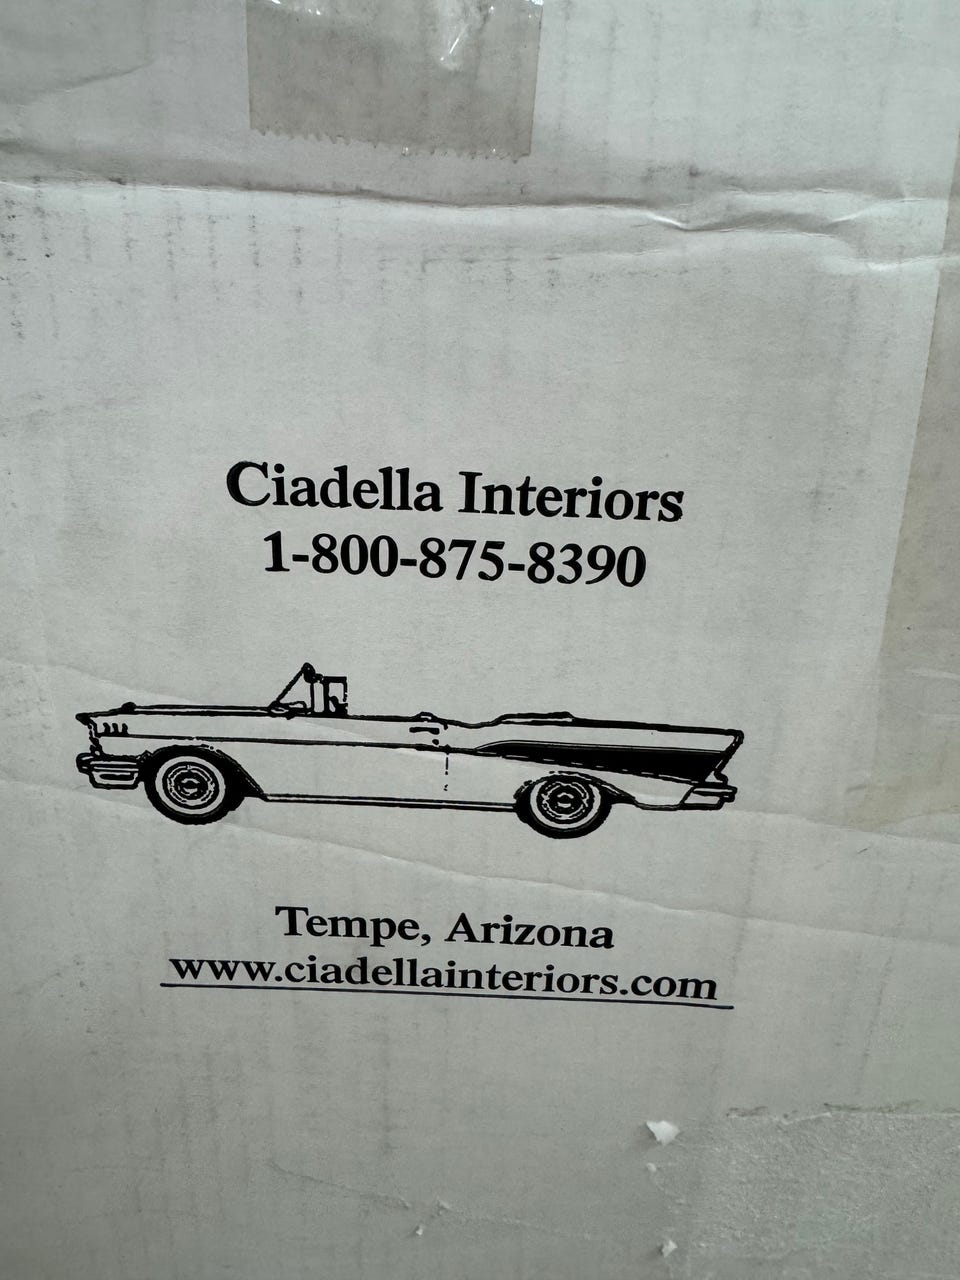 Ciadella Interiors
1-800-875-8390
Tempe, Arizona
www.ciadellainteriors.com